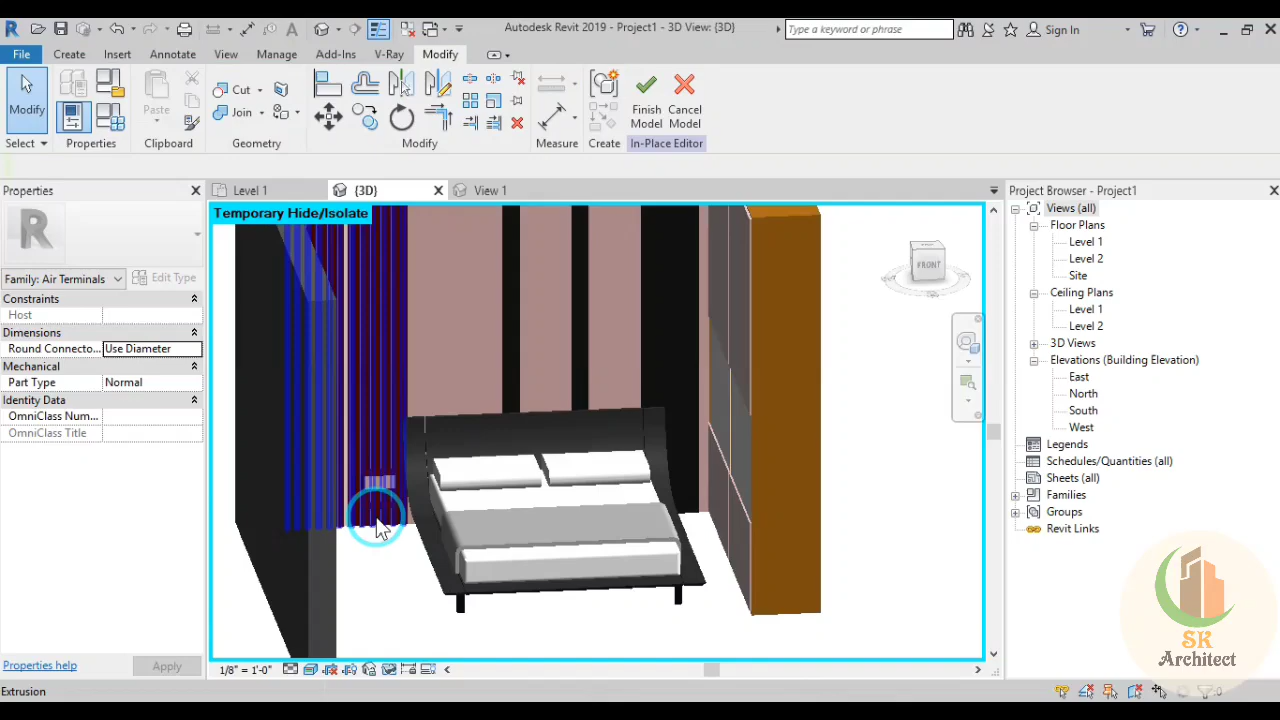 Autodesk Revit 2019 - Project1 - 3D View: {3D}
Type a keyword or phrase
Sign In
File Create Insert Annotate View Manage Add-Ins V-Ray Modify
Modify
Paste
Cut
Join
Finish Model
Cancel Model
Select Properties Clipboard Geometry Modify Measure Create In-Place Editor
Properties
Level 1
{3D}
View 1
Project Browser - Project1
Temporary Hide/Isolate
FRONT
Family: Air Terminals
Edit Type
Constraints
Host
Dimensions
Round Connecto... Use Diameter
Mechanical
Part Type Normal
Identity Data
OmniClass Num...
OmniClass Title
Properties help
Apply
Views (all)
Floor Plans
Level 1
Level 2
Site
Ceiling Plans
Level 1
Level 2
3D Views
Elevations (Building Elevation)
East
North
South
West
Legends
Schedules/Quantities (all)
Sheets (all)
Families
Groups
Revit Links
SK
Architect
1/8" = 1'-0"
Extrusion
:0